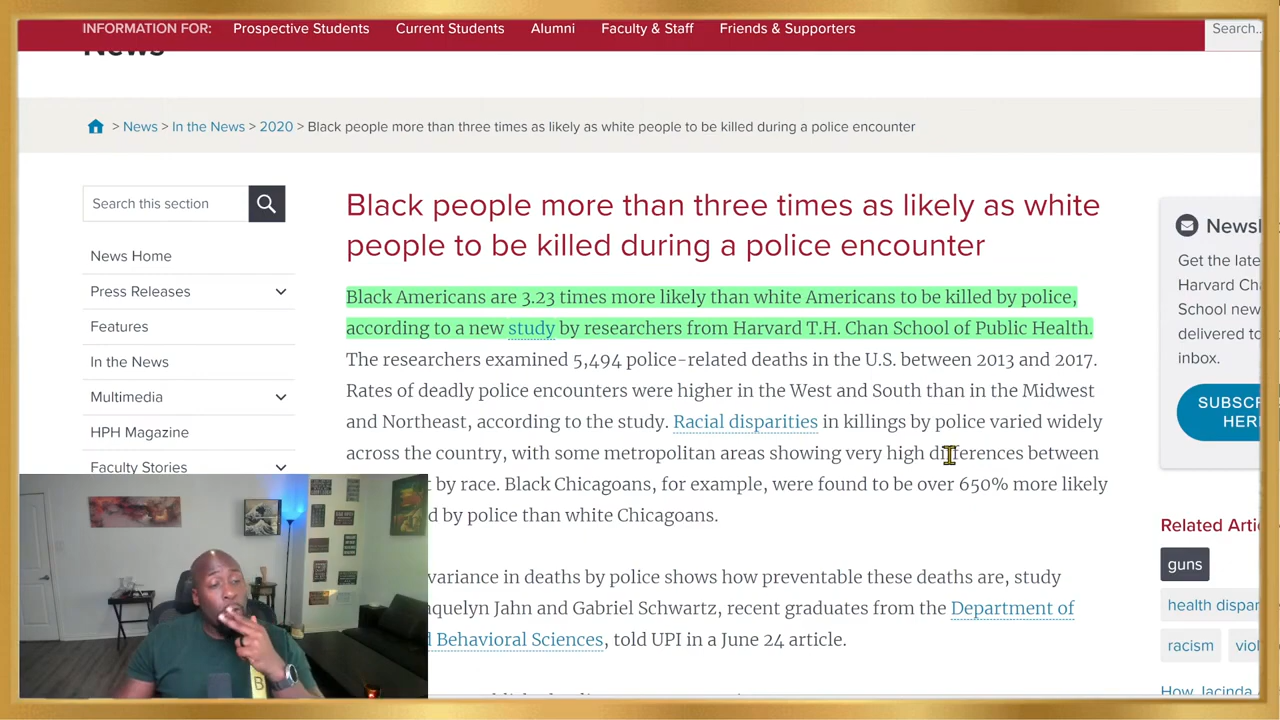 INFORMATION FOR: Prospective Students Current Students Alumni Faculty & Staff Friends & Supporters
Search..
News
> News > In the News > 2020 > Black people more than three times as likely as white people to be killed during a police encounter
Search this section
News Home
Press Releases
Features
In the News
Multimedia
HPH Magazine
Faculty Stories
Black people more than three times as likely as white
people to be killed during a police encounter
Black Americans are 3.23 times more likely than white Americans to be killed by police,
according to a new study by researchers from Harvard T.H. Chan School of Public Health.
The researchers examined 5,494 police-related deaths in the U.S. between 2013 and 2017.
Rates of deadly police encounters were higher in the West and South than in the Midwest
and Northeast, according to the study. Racial disparities in killings by police varied widely
across the country, with some metropolitan areas showing very high differences between
by race. Black Chicagoans, for example, were found to be over 650% more likely
d by police than white Chicagoans.
variance in deaths by police shows how preventable these deaths are, study
quelyn Jahn and Gabriel Schwartz, recent graduates from the Department of
Behavioral Sciences, told UPI in a June 24 article.
Newsl
Get the late
Harvard Cha
School new
delivered to
inbox.
SUBSC
HER
Related Arti
guns
health dispar
racism viol
How Jacinda